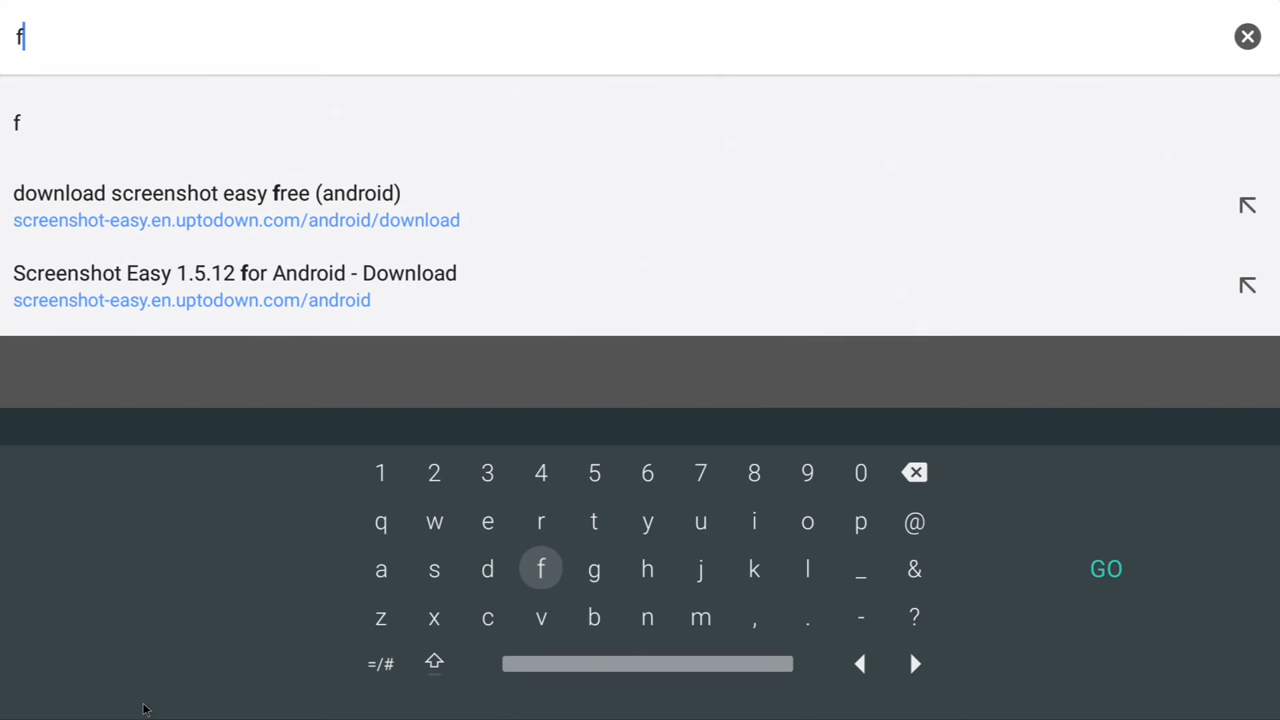 f
f
download screenshot easy free (android)
screenshot-easy.en.uptodown.com/android/download
Screenshot Easy 1.5.12 for Android - Download
screenshot-easy.en.uptodown.com/android
1 2 3 4 5 6 7 8 9 0
q w e r t y u i o p @
a s d f g h j k l _ &
GO
z x c v b n m , . - ?
=/#